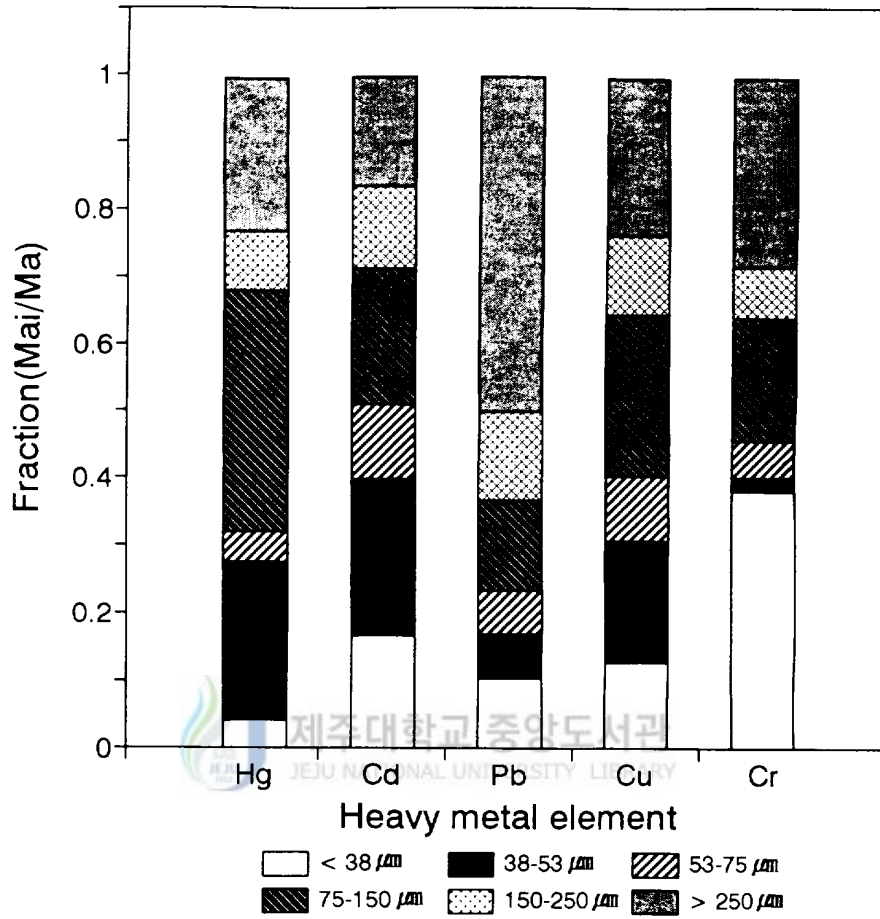 1
0.8
0.6
0.4
0.2
0
Fraction(Mai/Ma)
Hg Cd Pb Cu Cr
Heavy metal element
< 38 ㎛ 38-53 ㎛ 53-75 ㎛
75-150 ㎛ 150-250 ㎛ > 250 ㎛
제주대학교 중앙도서관
JEJU NATIONAL UNIVERSITY LIBRARY
JEJU
1952